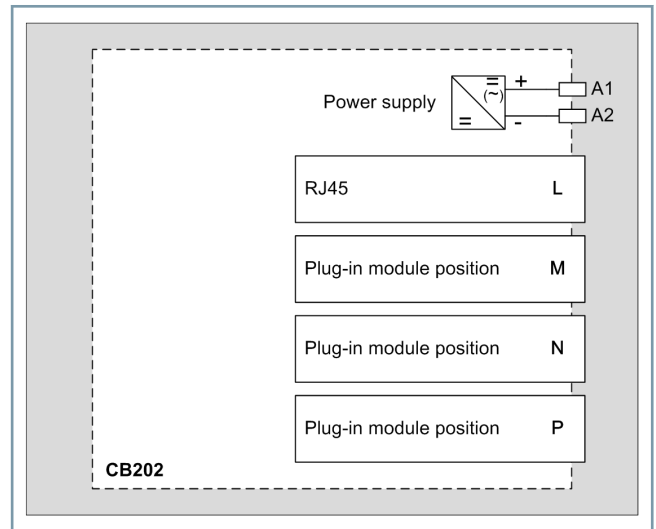 Power supply
=
(~)
=
+
-
A1
A2
RJ45 L
Plug-in module position M
Plug-in module position N
Plug-in module position P
CB202